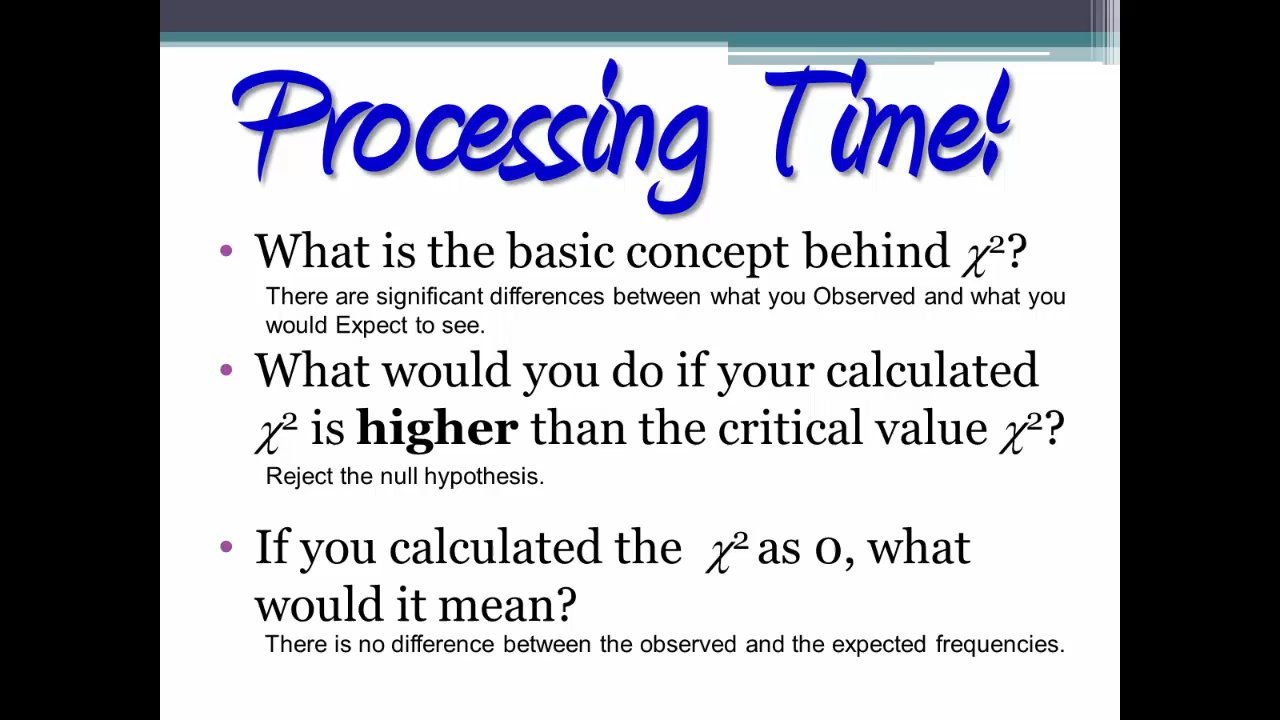 Processing Time!
• What is the basic concept behind χ²?
There are significant differences between what you Observed and what you
would Expect to see.
• What would you do if your calculated
χ² is higher than the critical value χ²?
Reject the null hypothesis.
• If you calculated the χ² as 0, what
would it mean?
There is no difference between the observed and the expected frequencies.